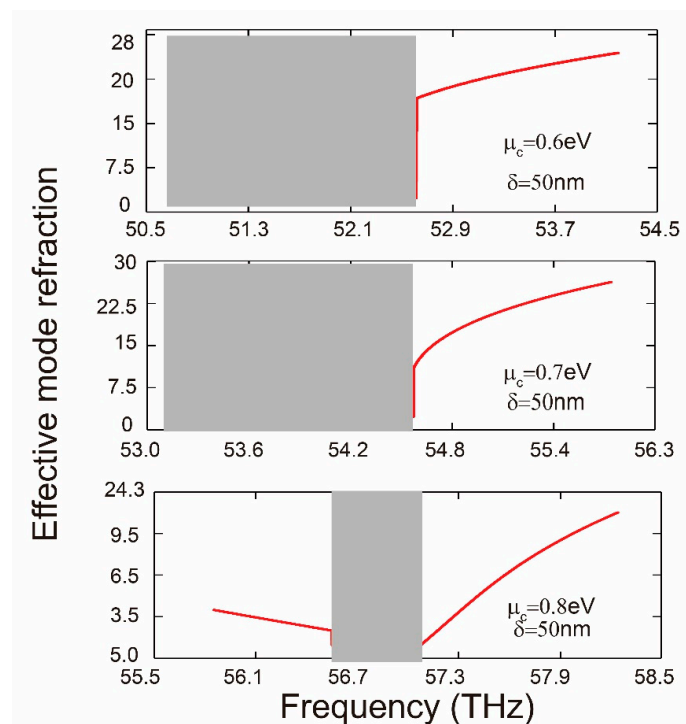 Effective mode refraction
28
20
15
7.5
0
μc=0.6eV
δ=50nm
50.5 51.3 52.1 52.9 53.7 54.5
30
22.5
15
7.5
0
μc=0.7eV
δ=50nm
53.0 53.6 54.2 54.8 55.4 56.3
24.3
9.5
6.5
3.5
5.0
μc=0.8eV
δ=50nm
55.5 56.1 56.7 57.3 57.9 58.5
Frequency (THz)